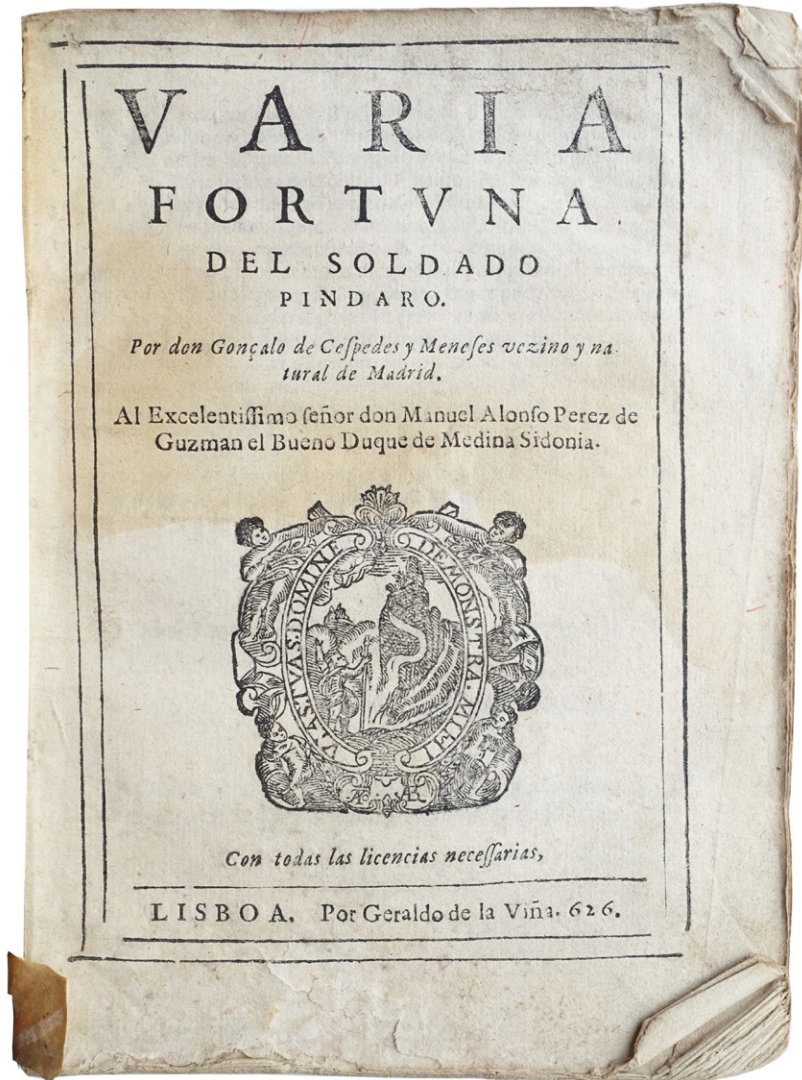 VARIA
FORTVNA
DEL SOLDADO
PINDARO.
Por don Gonçalo de Ceſpedes y Meneſes vezino y na
tural de Madrid.
Al Excelentiſſimo ſeñor don Manuel Alonſo Perez de
Guzman el Bueno Duque de Medina Sidonia.
VIAS·TVAS·DOMINE DEMONSTRA·MIHI
Con todas las licencias neceſſarias,
LISBOA. Por Geraldo de la Viña. 626.